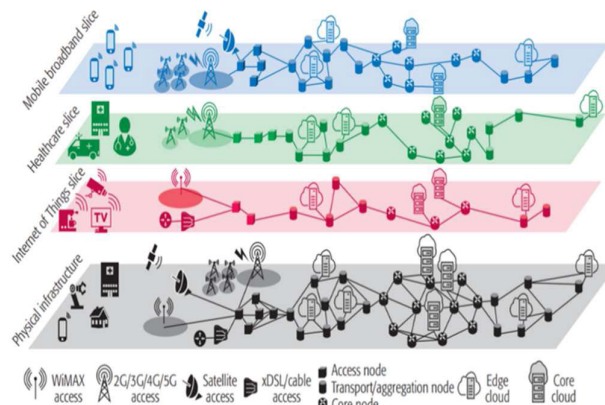 Mobile broadband slice
Healthcare slice
Internet of Things slice
TV
Physical infrastructure
WiMAX
access
2G/3G/4G/5G
access
Satellite
access
xDSL/cable
access
Access node
Transport/aggregation node
Core node
Edge
cloud
Core
cloud